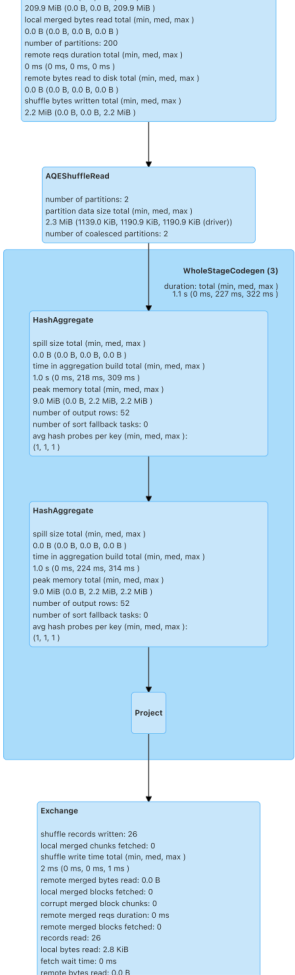 209.9 MiB (0.0 B, 0.0 B, 209.9 MiB )
local merged bytes read total (min, med, max )
0.0 B (0.0 B, 0.0 B, 0.0 B )
number of partitions: 200
remote reqs duration total (min, med, max )
0 ms (0 ms, 0 ms, 0 ms )
remote bytes read to disk total (min, med, max )
0.0 B (0.0 B, 0.0 B, 0.0 B )
shuffle bytes written total (min, med, max )
2.2 MiB (0.0 B, 0.0 B, 2.2 MiB )
AQEShuffleRead
number of partitions: 2
partition data size total (min, med, max )
2.3 MiB (1139.0 KiB, 1190.9 KiB, 1190.9 KiB (driver))
number of coalesced partitions: 2
WholeStageCodegen (3)
duration: total (min, med, max )
1.1 s (0 ms, 227 ms, 322 ms )
HashAggregate
spill size total (min, med, max )
0.0 B (0.0 B, 0.0 B, 0.0 B )
time in aggregation build total (min, med, max )
1.0 s (0 ms, 218 ms, 309 ms )
peak memory total (min, med, max )
9.0 MiB (0.0 B, 2.2 MiB, 2.2 MiB )
number of output rows: 52
number of sort fallback tasks: 0
avg hash probes per key (min, med, max ):
(1, 1, 1 )
HashAggregate
spill size total (min, med, max )
0.0 B (0.0 B, 0.0 B, 0.0 B )
time in aggregation build total (min, med, max )
1.0 s (0 ms, 224 ms, 314 ms )
peak memory total (min, med, max )
9.0 MiB (0.0 B, 2.2 MiB, 2.2 MiB )
number of output rows: 52
number of sort fallback tasks: 0
avg hash probes per key (min, med, max ):
(1, 1, 1 )
Project
Exchange
shuffle records written: 26
local merged chunks fetched: 0
shuffle write time total (min, med, max )
2 ms (0 ms, 0 ms, 1 ms )
remote merged bytes read: 0.0 B
local merged blocks fetched: 0
corrupt merged block chunks: 0
remote merged reqs duration: 0 ms
remote merged blocks fetched: 0
records read: 26
local bytes read: 2.8 KiB
fetch wait time: 0 ms
remote bytes read: 0.0 B